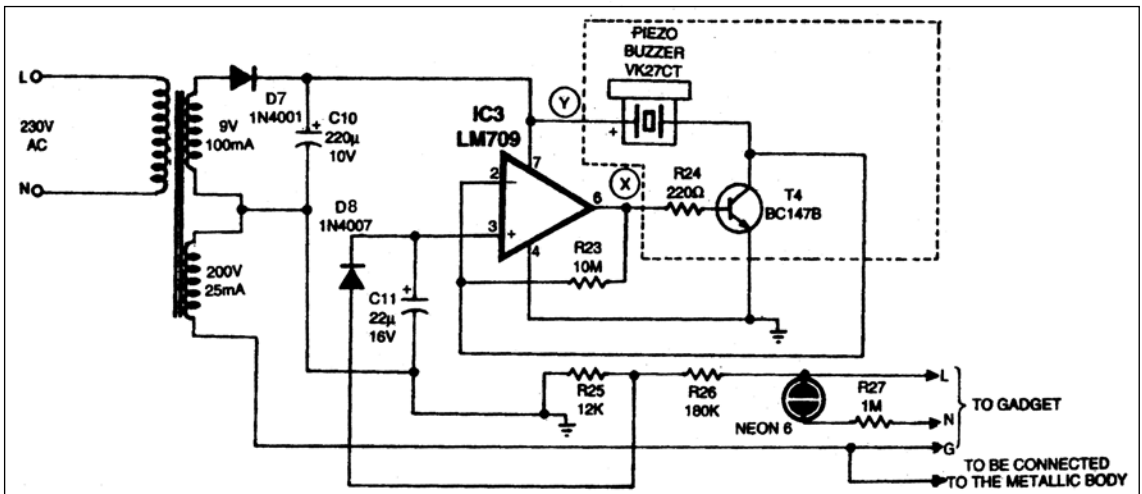 PIEZO
BUZZER
VK27CT
L
230V
AC
N
9V
100mA
D7
1N4001
+
C10
220µ
10V
IC3
LM709
Y
+
7
X
2
−
R24
220Ω
T4
BC147B
6
3
+
4
D8
1N4007
R23
10M
200V
25mA
+
C11
22µ
16V
R25
12K
R26
180K
R27
1M
NEON 6
L
N
G
TO GADGET
TO BE CONNECTED
TO THE METALLIC BODY